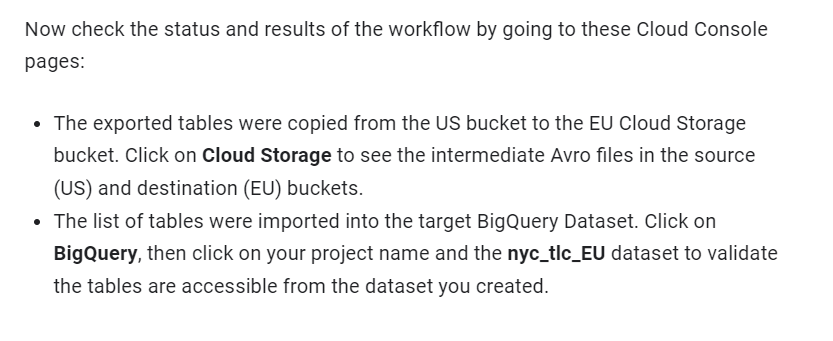 Now check the status and results of the workflow by going to these Cloud Console
pages:
• The exported tables were copied from the US bucket to the EU Cloud Storage
bucket. Click on Cloud Storage to see the intermediate Avro files in the source
(US) and destination (EU) buckets.
• The list of tables were imported into the target BigQuery Dataset. Click on
BigQuery, then click on your project name and the nyc_tlc_EU dataset to validate
the tables are accessible from the dataset you created.